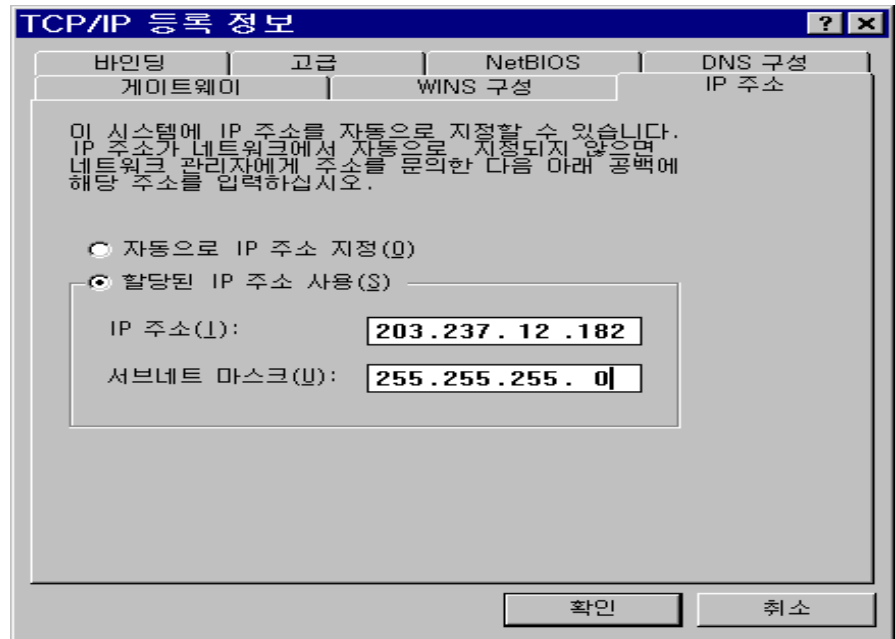 TCP/IP 등록 정보
바인딩 고급 NetBIOS DNS 구성
게이트웨이 WINS 구성 IP 주소
이 시스템에 IP 주소를 자동으로 지정할 수 있습니다.
IP 주소가 네트워크에서 자동으로 지정되지 않으면
네트워크 관리자에게 주소를 문의한 다음 아래 공백에
해당 주소를 입력하십시오.
자동으로 IP 주소 지정(O)
할당된 IP 주소 사용(S)
IP 주소(I): 203.237. 12 .182
서브네트 마스크(U): 255.255.255. 0
확인 취소